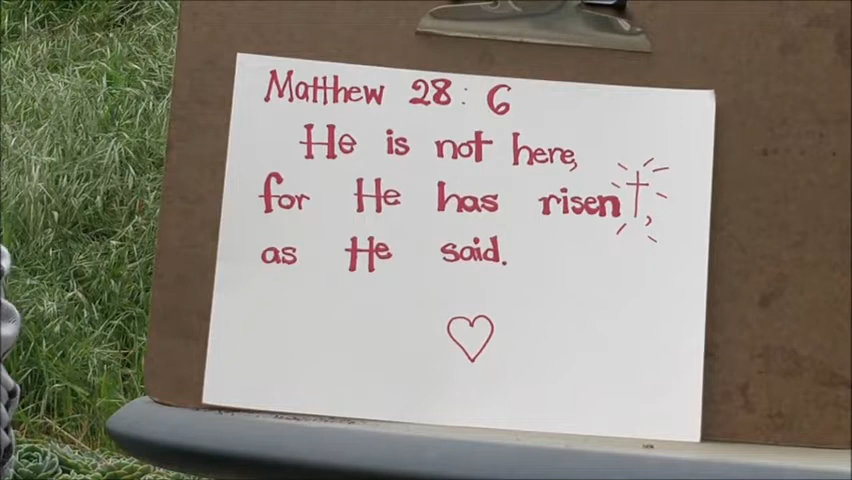 Matthew 28:6
He is not here,
for He has risen,
as He said.